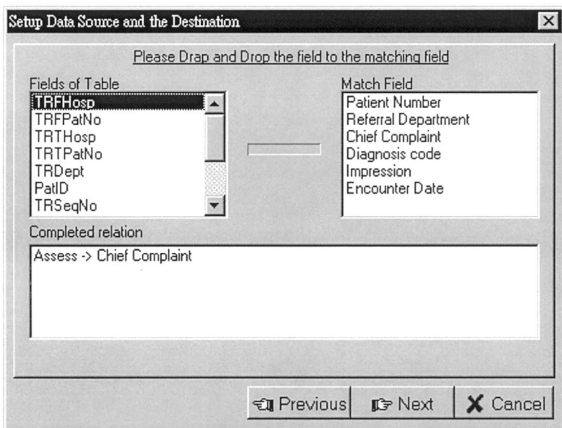 Setup Data Source and the Destination
Please Drap and Drop the field to the matching field
Fields of Table
TRFHosp
TRFPatNo
TRTHosp
TRTPatNo
TRDept
PatID
TRSeqNo
Match Field
Patient Number
Referral Department
Chief Complaint
Diagnosis code
Impression
Encounter Date
Completed relation
Assess -> Chief Complaint
Previous
Next
Cancel